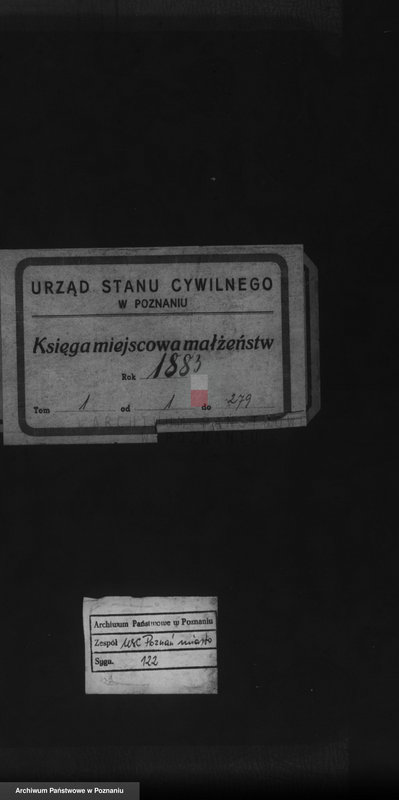 URZĄD STANU CYWILNEGO
W POZNANIU
Księga miejscowa małżeństw
Rok 1883
Tom 1 od 1 do 279
Archiwum Państwowe w Poznaniu
Zespół USC Poznań miasto
Sygn. 122
Archiwum Państwowe w Poznaniu